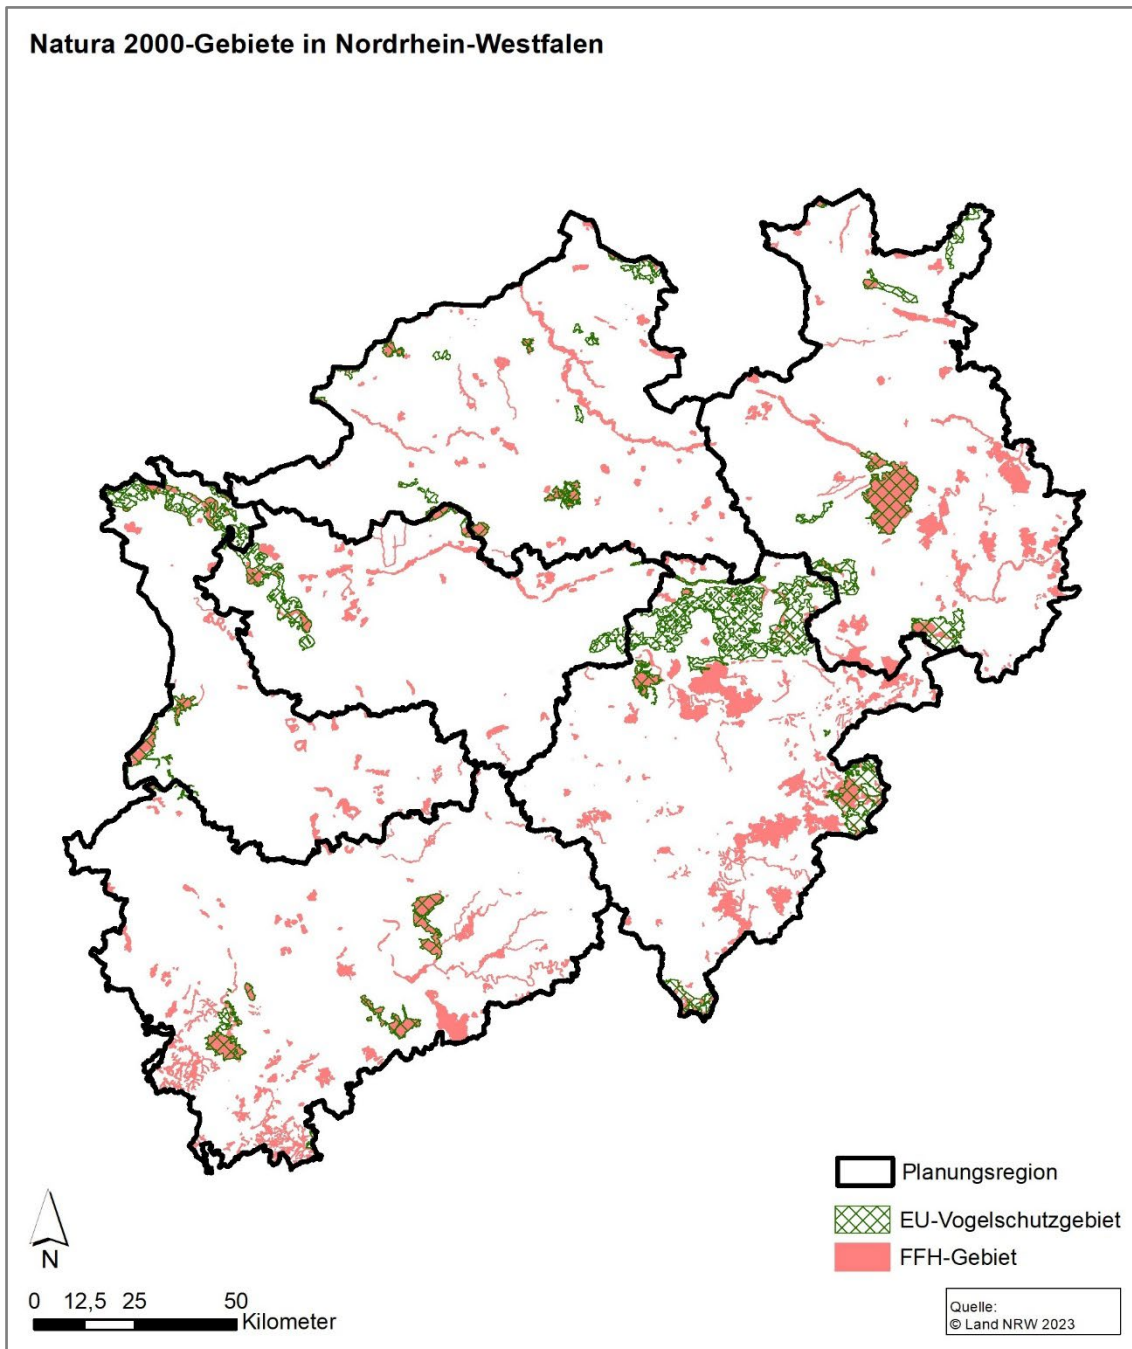 Natura 2000-Gebiete in Nordrhein-Westfalen
Planungsregion
EU-Vogelschutzgebiet
FFH-Gebiet
N
0 12,5 25 50
Kilometer
Quelle:
© Land NRW 2023